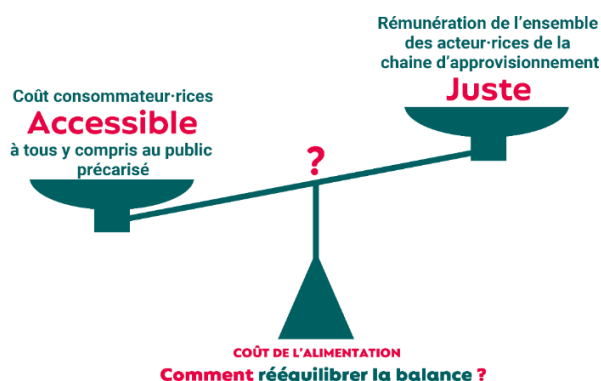 Rémunération de l'ensemble
des acteur·rices de la
chaine d'approvisionnement
Juste
Coût consommateur·rices
Accessible
à tous y compris au public
précarisé
?
COÛT DE L'ALIMENTATION
Comment rééquilibrer la balance ?